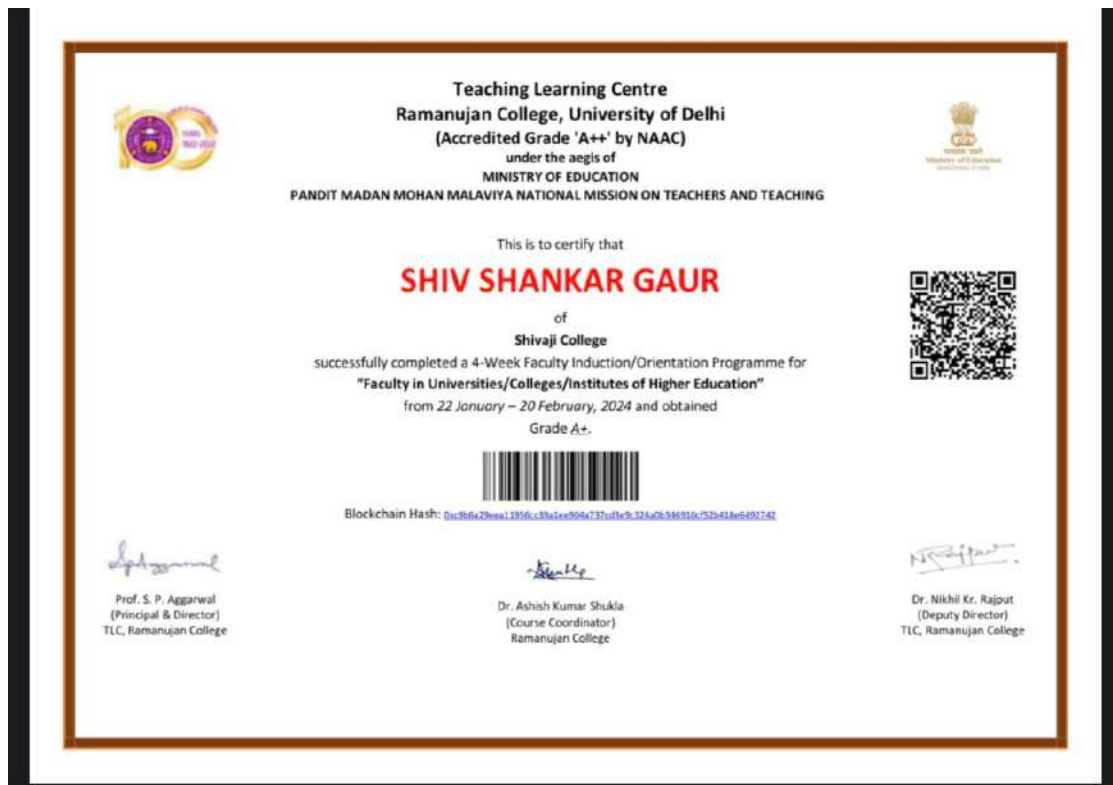 Teaching Learning Centre
Ramanujan College, University of Delhi
(Accredited Grade 'A++' by NAAC)
under the aegis of
MINISTRY OF EDUCATION
PANDIT MADAN MOHAN MALAVIYA NATIONAL MISSION ON TEACHERS AND TEACHING
Ministry of Education
This is to certify that
SHIV SHANKAR GAUR
of
Shivaji College
successfully completed a 4-Week Faculty Induction/Orientation Programme for
"Faculty in Universities/Colleges/Institutes of Higher Education"
from 22 January – 20 February, 2024 and obtained
Grade A+.
Blockchain Hash:
Prof. S. P. Aggarwal
(Principal & Director)
TLC, Ramanujan College
Dr. Ashish Kumar Shukla
(Course Coordinator)
Ramanujan College
Dr. Nikhil Kr. Rajput
(Deputy Director)
TLC, Ramanujan College